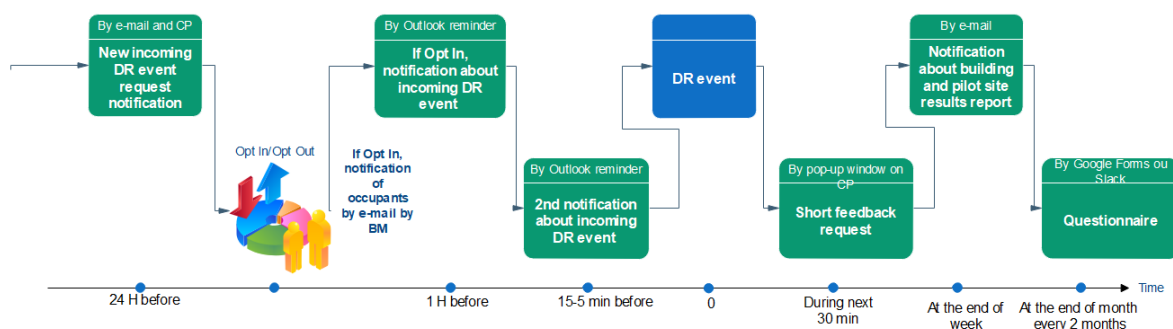 By e-mail and CP
New incoming
DR event
request
notification
Opt In/Opt Out
If Opt In,
notification
of
occupants
by e-mail by
BM
By Outlook reminder
If Opt In,
notification about
incoming DR
event
By Outlook reminder
2nd notification
about incoming
DR event
DR event
By pop-up window on
CP
Short feedback
request
By e-mail
Notification
about building
and pilot site
results report
By Google Forms ou
Slack
Questionnaire
24 H before
1 H before
15-5 min before
0
During next
30 min
At the end of
week
At the end of month
every 2 months
Time